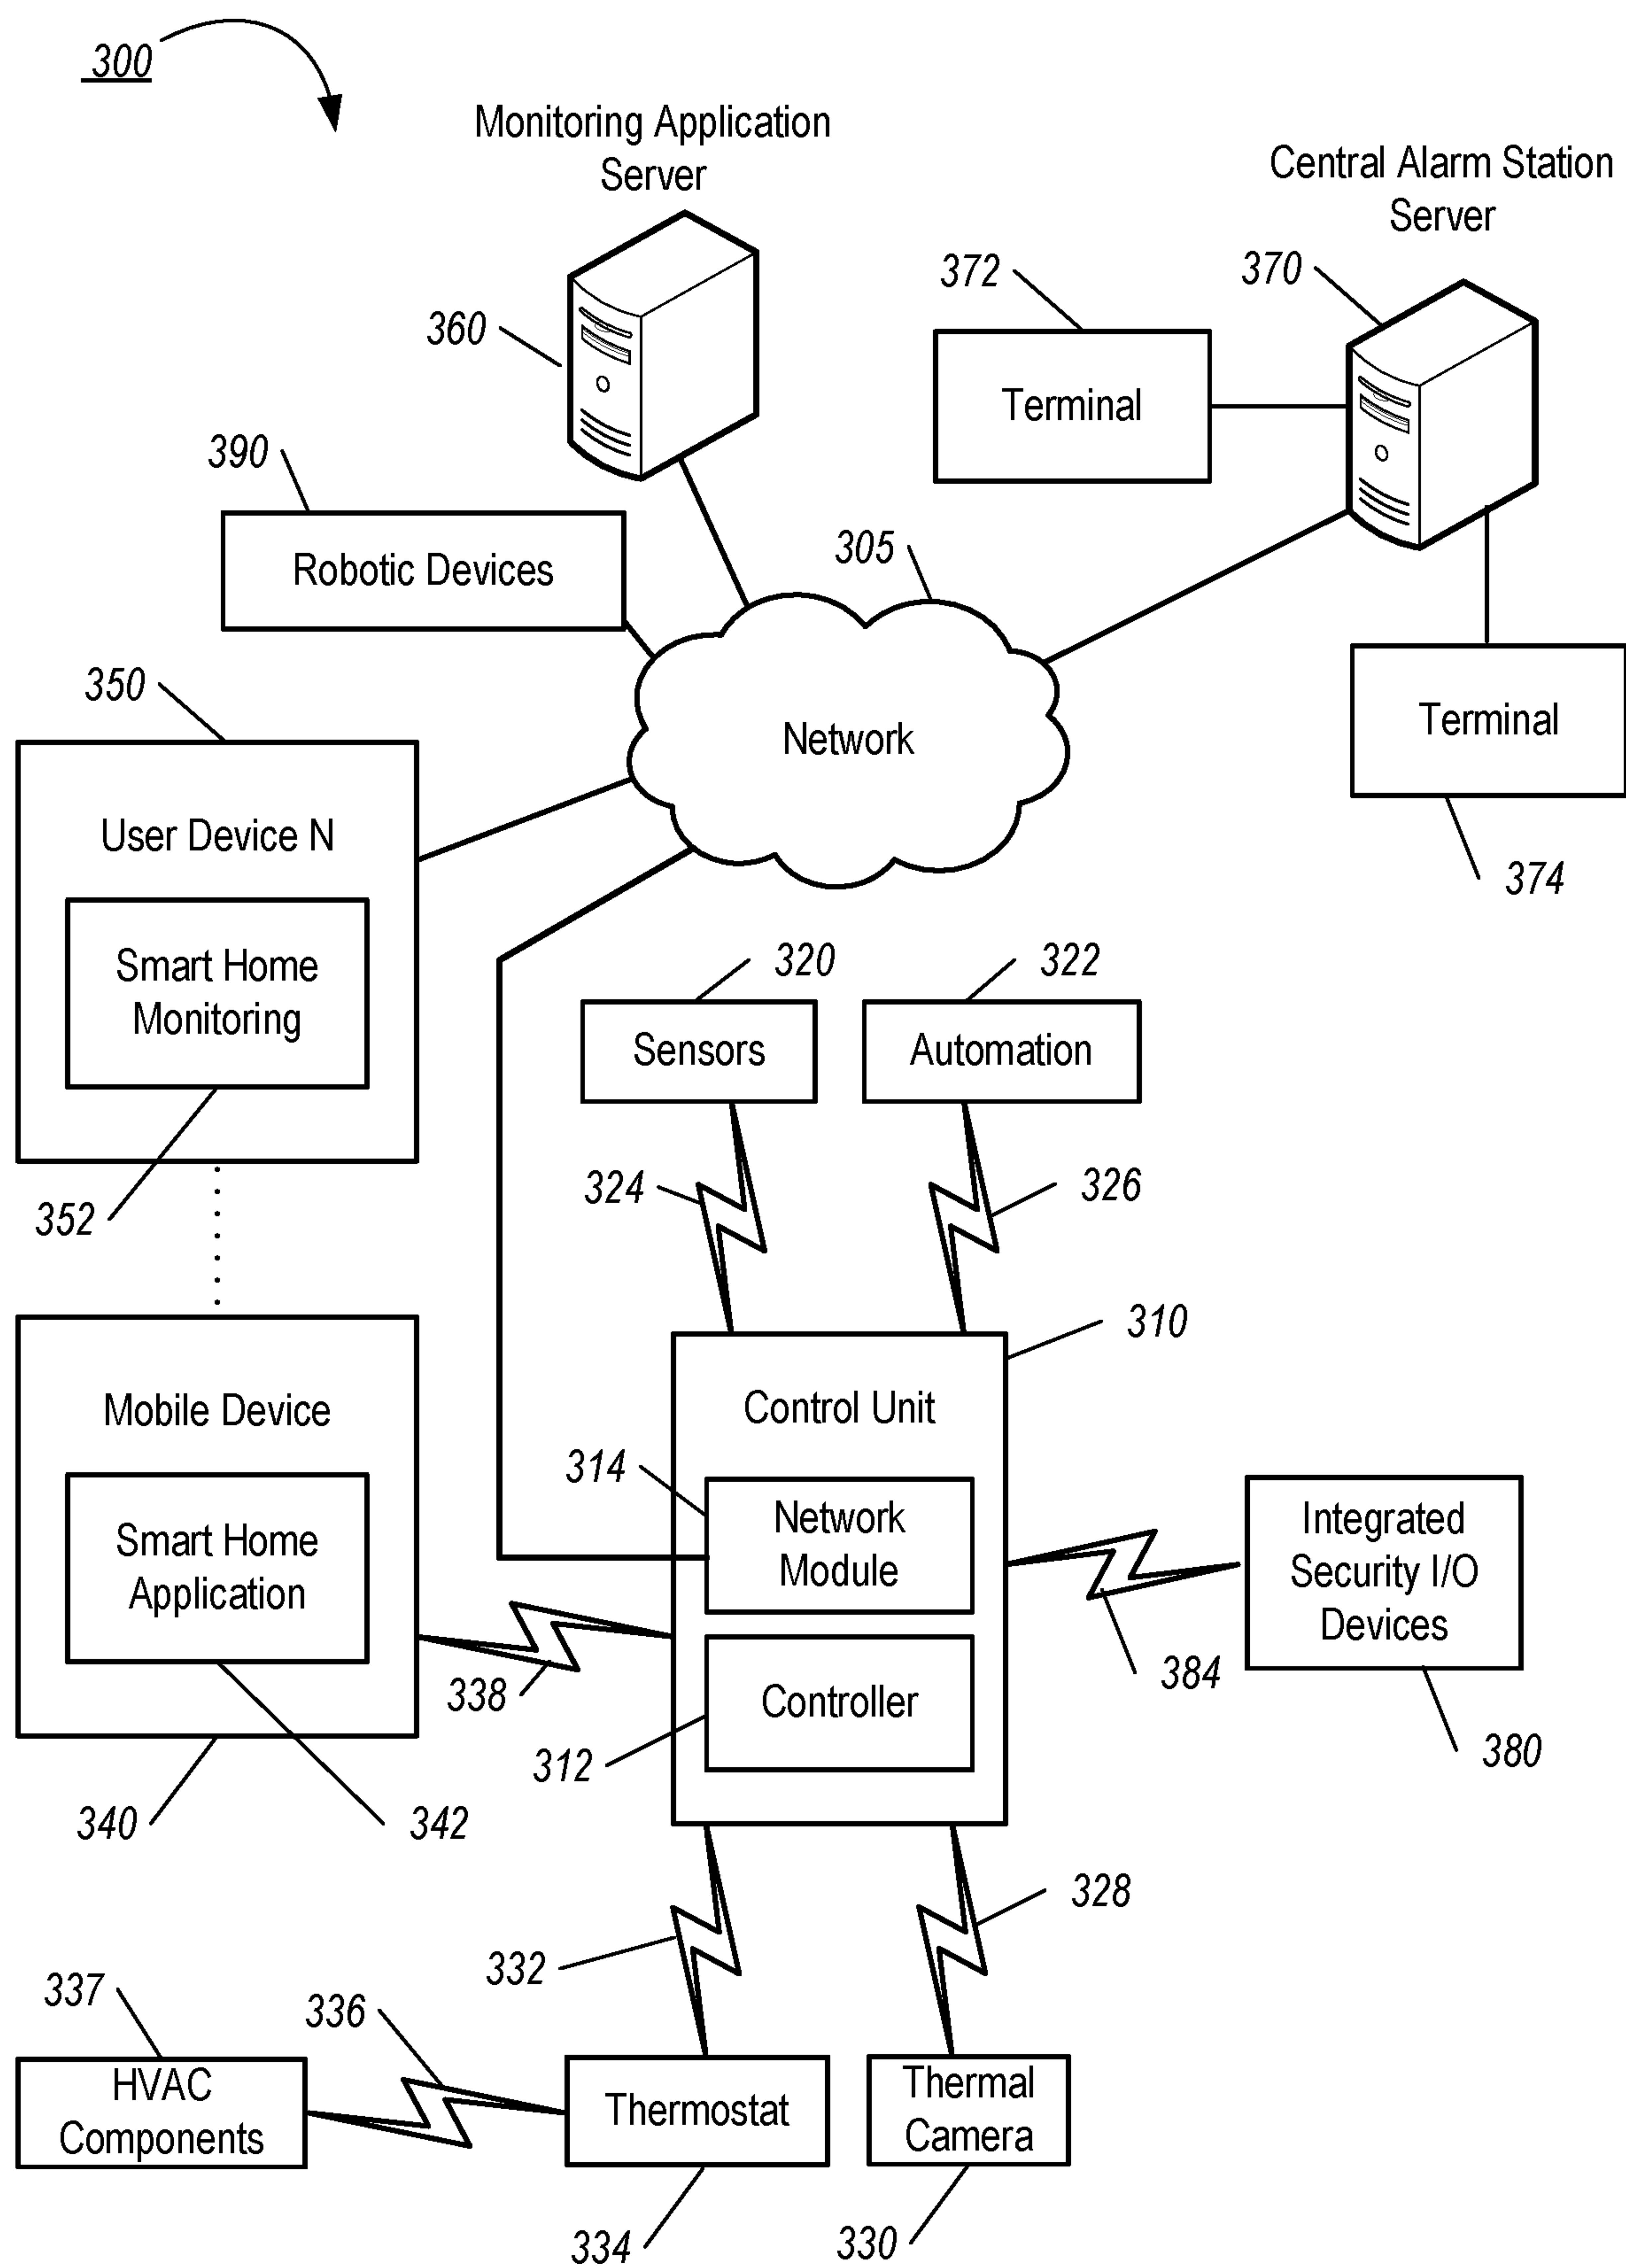 300
Monitoring Application
Server
Central Alarm Station
Server
372
370
360
Terminal
390
305
Robotic Devices
350
Network
Terminal
User Device N
374
Smart Home
Monitoring
320
322
Sensors
Automation
324
326
352
310
Mobile Device
Control Unit
314
Network
Module
Integrated
Security I/O
Devices
Smart Home
Application
338
384
Controller
312
380
340
342
328
332
337
336
HVAC
Components
Thermostat
Thermal
Camera
334
330